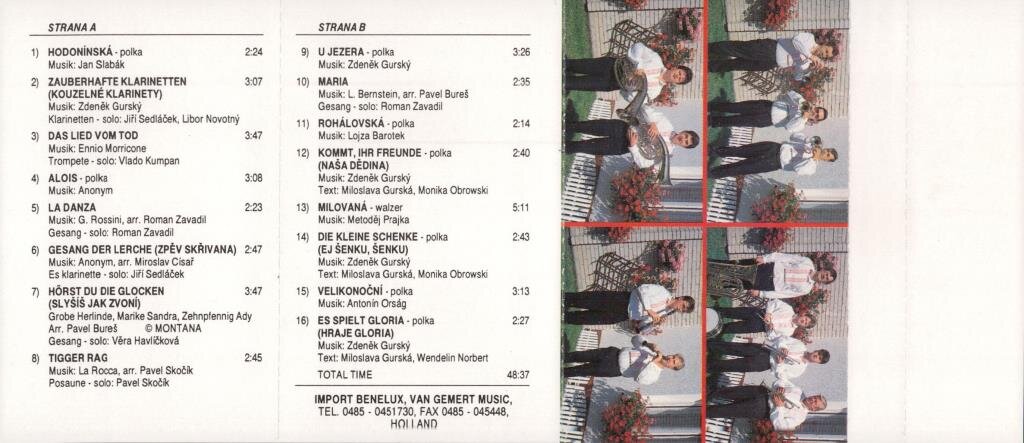 STRANA A
1) HODONÍNSKÁ - polka 2:24
Musik: Jan Slabák
2) ZAUBERHAFTE KLARINETTEN 3:07
(KOUZELNÉ KLARINETY)
Musik: Zdeněk Gurský
Klarinetten - solo: Jiří Sedláček, Libor Novotný
3) DAS LIED VOM TOD 3:47
Musik: Ennio Morricone
Trompete - solo: Vlado Kumpan
4) ALOIS - polka 3:08
Musik: Anonym
5) LA DANZA 2:23
Musik: G. Rossini, arr. Roman Zavadil
Gesang - solo: Roman Zavadil
6) GESANG DER LERCHE (ZPĚV SKŘIVANA) 2:47
Musik: Anonym, arr. Miroslav Císař
Es klarinette - solo: Jiří Sedláček
7) HÖRST DU DIE GLOCKEN 3:47
(SLYŠÍŠ JAK ZVONÍ)
Grobe Herlinde, Marike Sandra, Zehnpfennig Ady
Arr. Pavel Bureš © MONTANA
Gesang - solo: Věra Havlíčková
8) TIGGER RAG 2:45
Musik: La Rocca, arr. Pavel Skočík
Posaune - solo: Pavel Skočík
STRANA B
9) U JEZERA - polka 3:26
Musik: Zdeněk Gurský
10) MARIA 2:35
Musik: L. Bernstein, arr. Pavel Bureš
Gesang - solo: Roman Zavadil
11) ROHÁLOVSKÁ - polka 2:14
Musik: Lojza Barotek
12) KOMMT, IHR FREUNDE - polka 2:40
(NAŠA DĚDINA)
Musik: Zdeněk Gurský
Text: Miloslava Gurská, Monika Obrowski
13) MILOVANÁ - walzer 5:11
Musik: Metoděj Prajka
14) DIE KLEINE SCHENKE - polka 2:43
(EJ ŠENKU, ŠENKU)
Musik: Zdeněk Gurský
Text: Miloslava Gurská, Monika Obrowski
15) VELIKONOČNÍ - polka 3:13
Musik: Antonín Orság
16) ES SPIELT GLORIA - polka 2:27
(HRAJE GLORIA)
Musik: Zdeněk Gurský
Text: Miloslava Gurská, Wendelin Norbert
TOTAL TIME 48:37
IMPORT BENELUX, VAN GEMERT MUSIC,
TEL. 0485 - 0451730, FAX 0485 - 045448,
HOLLAND